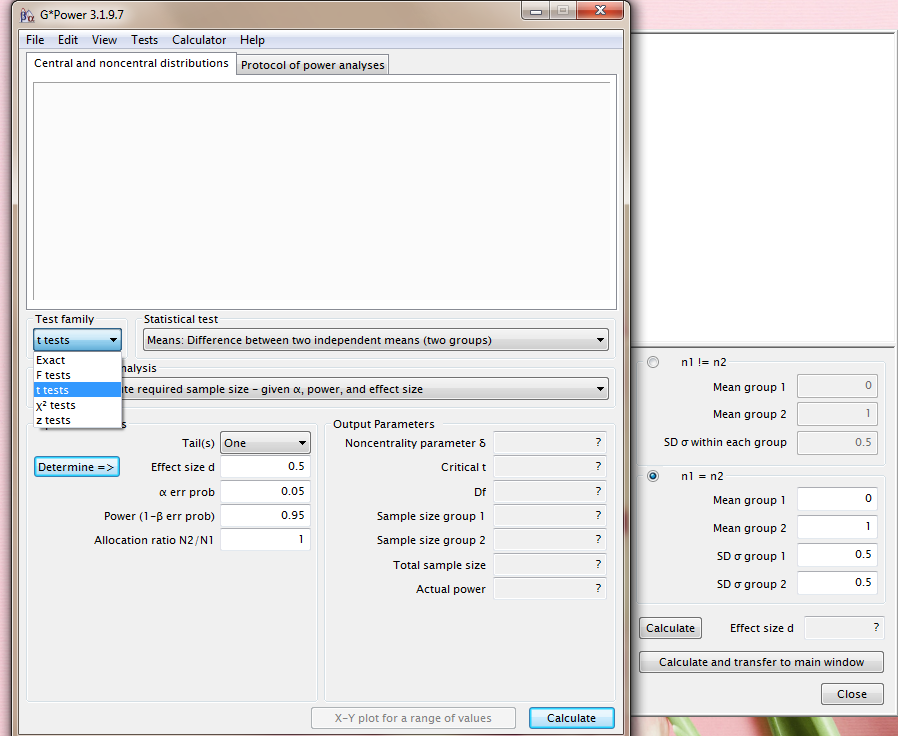 G*Power 3.1.9.7
File Edit View Tests Calculator Help
Central and noncentral distributions
Protocol of power analyses
Test family
Statistical test
t tests
Means: Difference between two independent means (two groups)
Exact
F tests
t tests
χ² tests
z tests
nalysis
te required sample size – given α, power, and effect size
s
Tail(s) One
Determine => Effect size d 0.5
α err prob 0.05
Power (1-β err prob) 0.95
Allocation ratio N2/N1 1
Output Parameters
Noncentrality parameter δ ?
Critical t ?
Df ?
Sample size group 1 ?
Sample size group 2 ?
Total sample size ?
Actual power ?
X-Y plot for a range of values
Calculate
n1 != n2
Mean group 1 0
Mean group 2 1
SD σ within each group 0.5
n1 = n2
Mean group 1 0
Mean group 2 1
SD σ group 1 0.5
SD σ group 2 0.5
Calculate Effect size d ?
Calculate and transfer to main window
Close